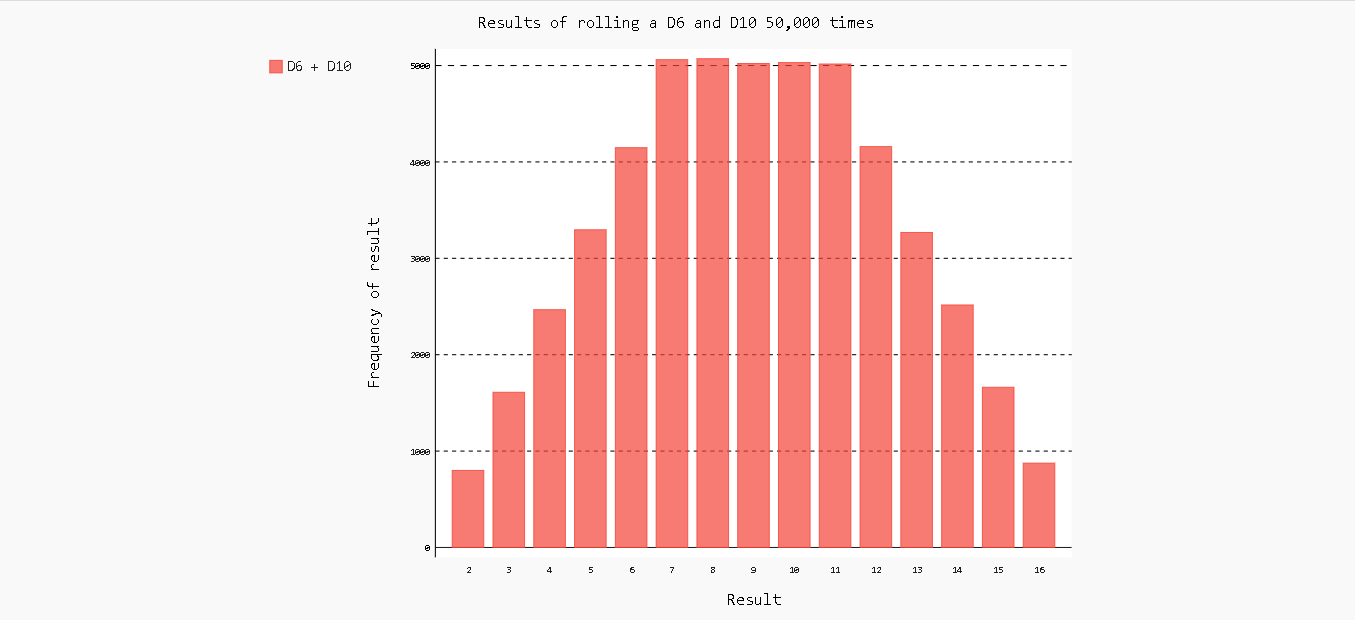 Results of rolling a D6 and D10 50,000 times
D6 + D10
5000
4000
3000
2000
1000
0
Frequency of result
2 3 4 5 6 7 8 9 10 11 12 13 14 15 16
Result